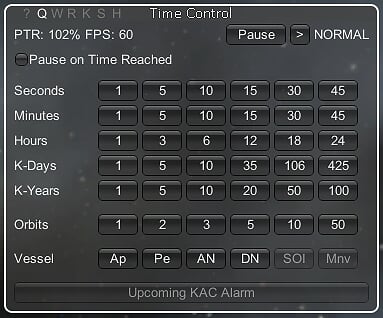 ? Q W R K S H Time Control
PTR: 102% FPS: 60 Pause > NORMAL
Pause on Time Reached
Seconds 1 5 10 15 30 45
Minutes 1 5 10 15 30 45
Hours 1 3 6 12 18 24
K-Days 1 5 10 35 106 425
K-Years 1 5 10 20 50 100
Orbits 1 2 3 5 10 50
Vessel Ap Pe AN DN SOI Mnv
Upcoming KAC Alarm